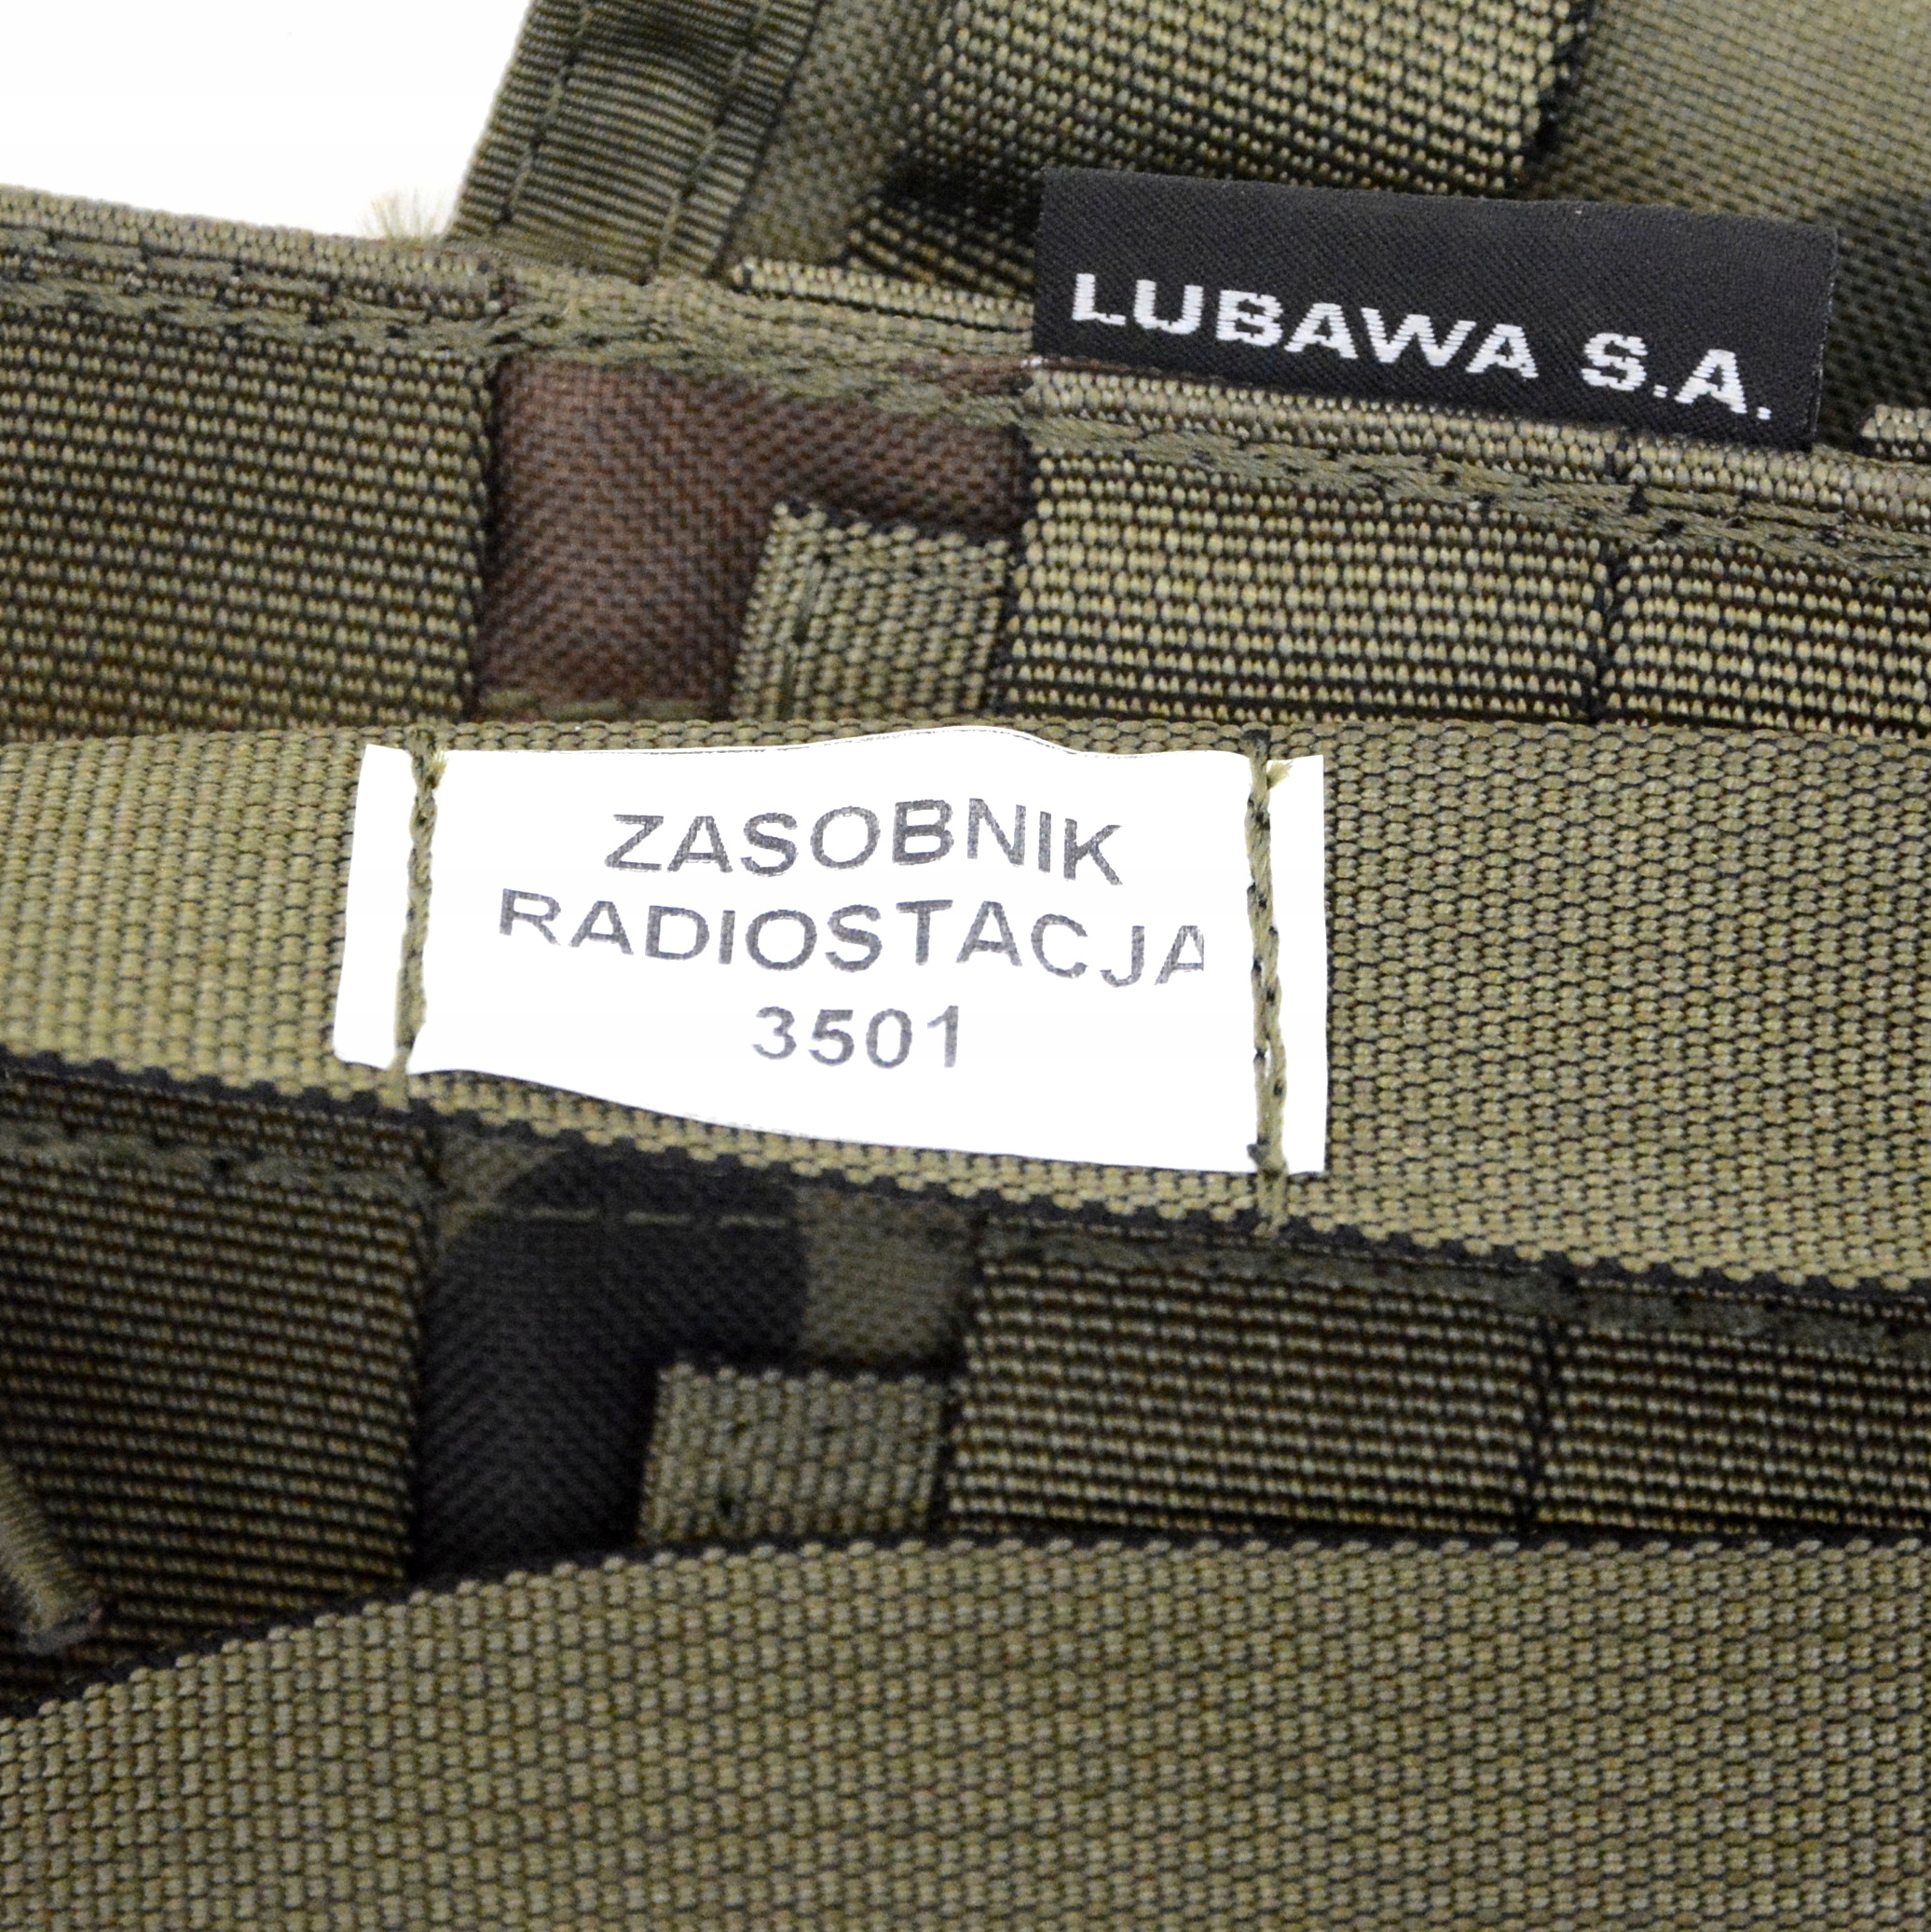 LUBAWA S.A.
ZASOBNIK
RADIOSTACJA
3501